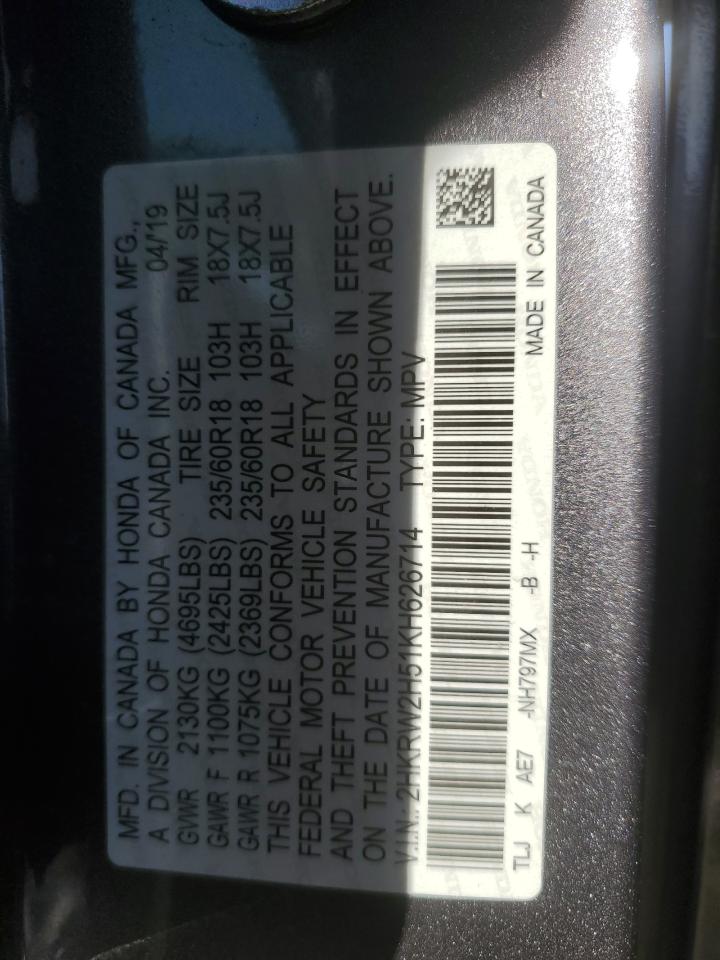 MFD. IN CANADA BY HONDA OF CANADA MFG.,
A DIVISION OF HONDA CANADA INC. 04/'19
GVWR 2130KG (4695LBS) TIRE SIZE RIM SIZE
GAWR F 1100KG (2425LBS) 235/60R18 103H 18X7.5J
GAWR R 1075KG (2369LBS) 235/60R18 103H 18X7.5J
THIS VEHICLE CONFORMS TO ALL APPLICABLE
FEDERAL MOTOR VEHICLE SAFETY
AND THEFT PREVENTION STANDARDS IN EFFECT
ON THE DATE OF MANUFACTURE SHOWN ABOVE.
V.I.N.: 2HKRW2H51KH626714 TYPE: MPV
TLJ K AE7 -NH797MX -B -H MADE IN CANADA